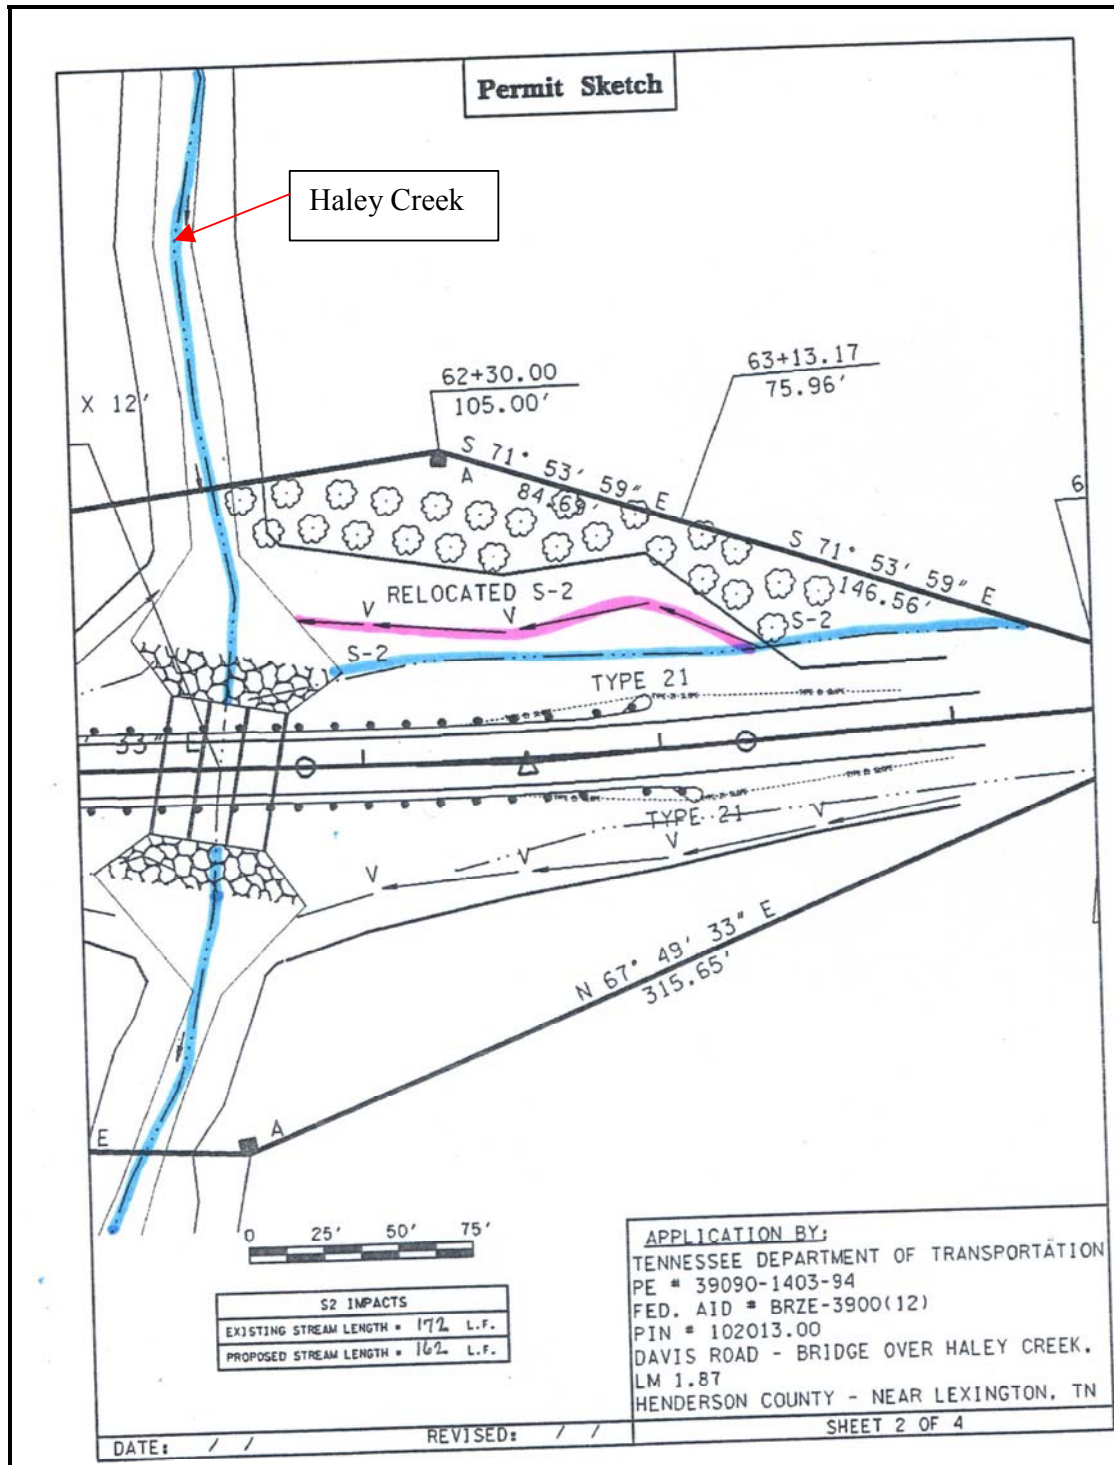 Permit Sketch
Haley Creek
62+30.00
105.00'
63+13.17
75.96'
X 12'
S 71° 53' 59" E
84.69'
A
6
S 71° 53' 59" E
146.56'
RELOCATED S-2
V
V
S-2
S-2
TYPE 21
' 33"
TYPE 21
V
V
V
V
N 67° 49' 33" E
315.65'
E
A
0 25' 50' 75'
S2 IMPACTS
EXISTING STREAM LENGTH = 172 L.F.
PROPOSED STREAM LENGTH = 162 L.F.
APPLICATION BY:
TENNESSEE DEPARTMENT OF TRANSPORTATION
PE # 39090-1403-94
FED. AID # BRZE-3900(12)
PIN # 102013.00
DAVIS ROAD - BRIDGE OVER HALEY CREEK,
LM 1.87
HENDERSON COUNTY - NEAR LEXINGTON, TN
DATE: / / REVISED: / /
SHEET 2 OF 4